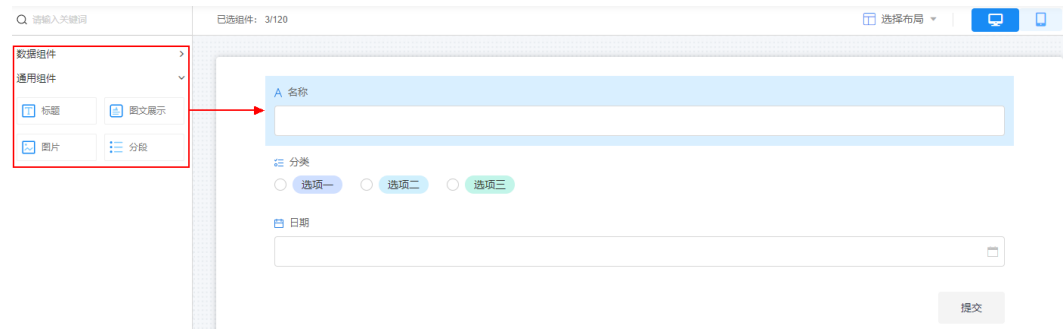 请输入关键词
已选组件: 3/120
选择布局
数据组件
通用组件
标题
图文展示
图片
分段
名称
分类
选项一
选项二
选项三
日期
提交